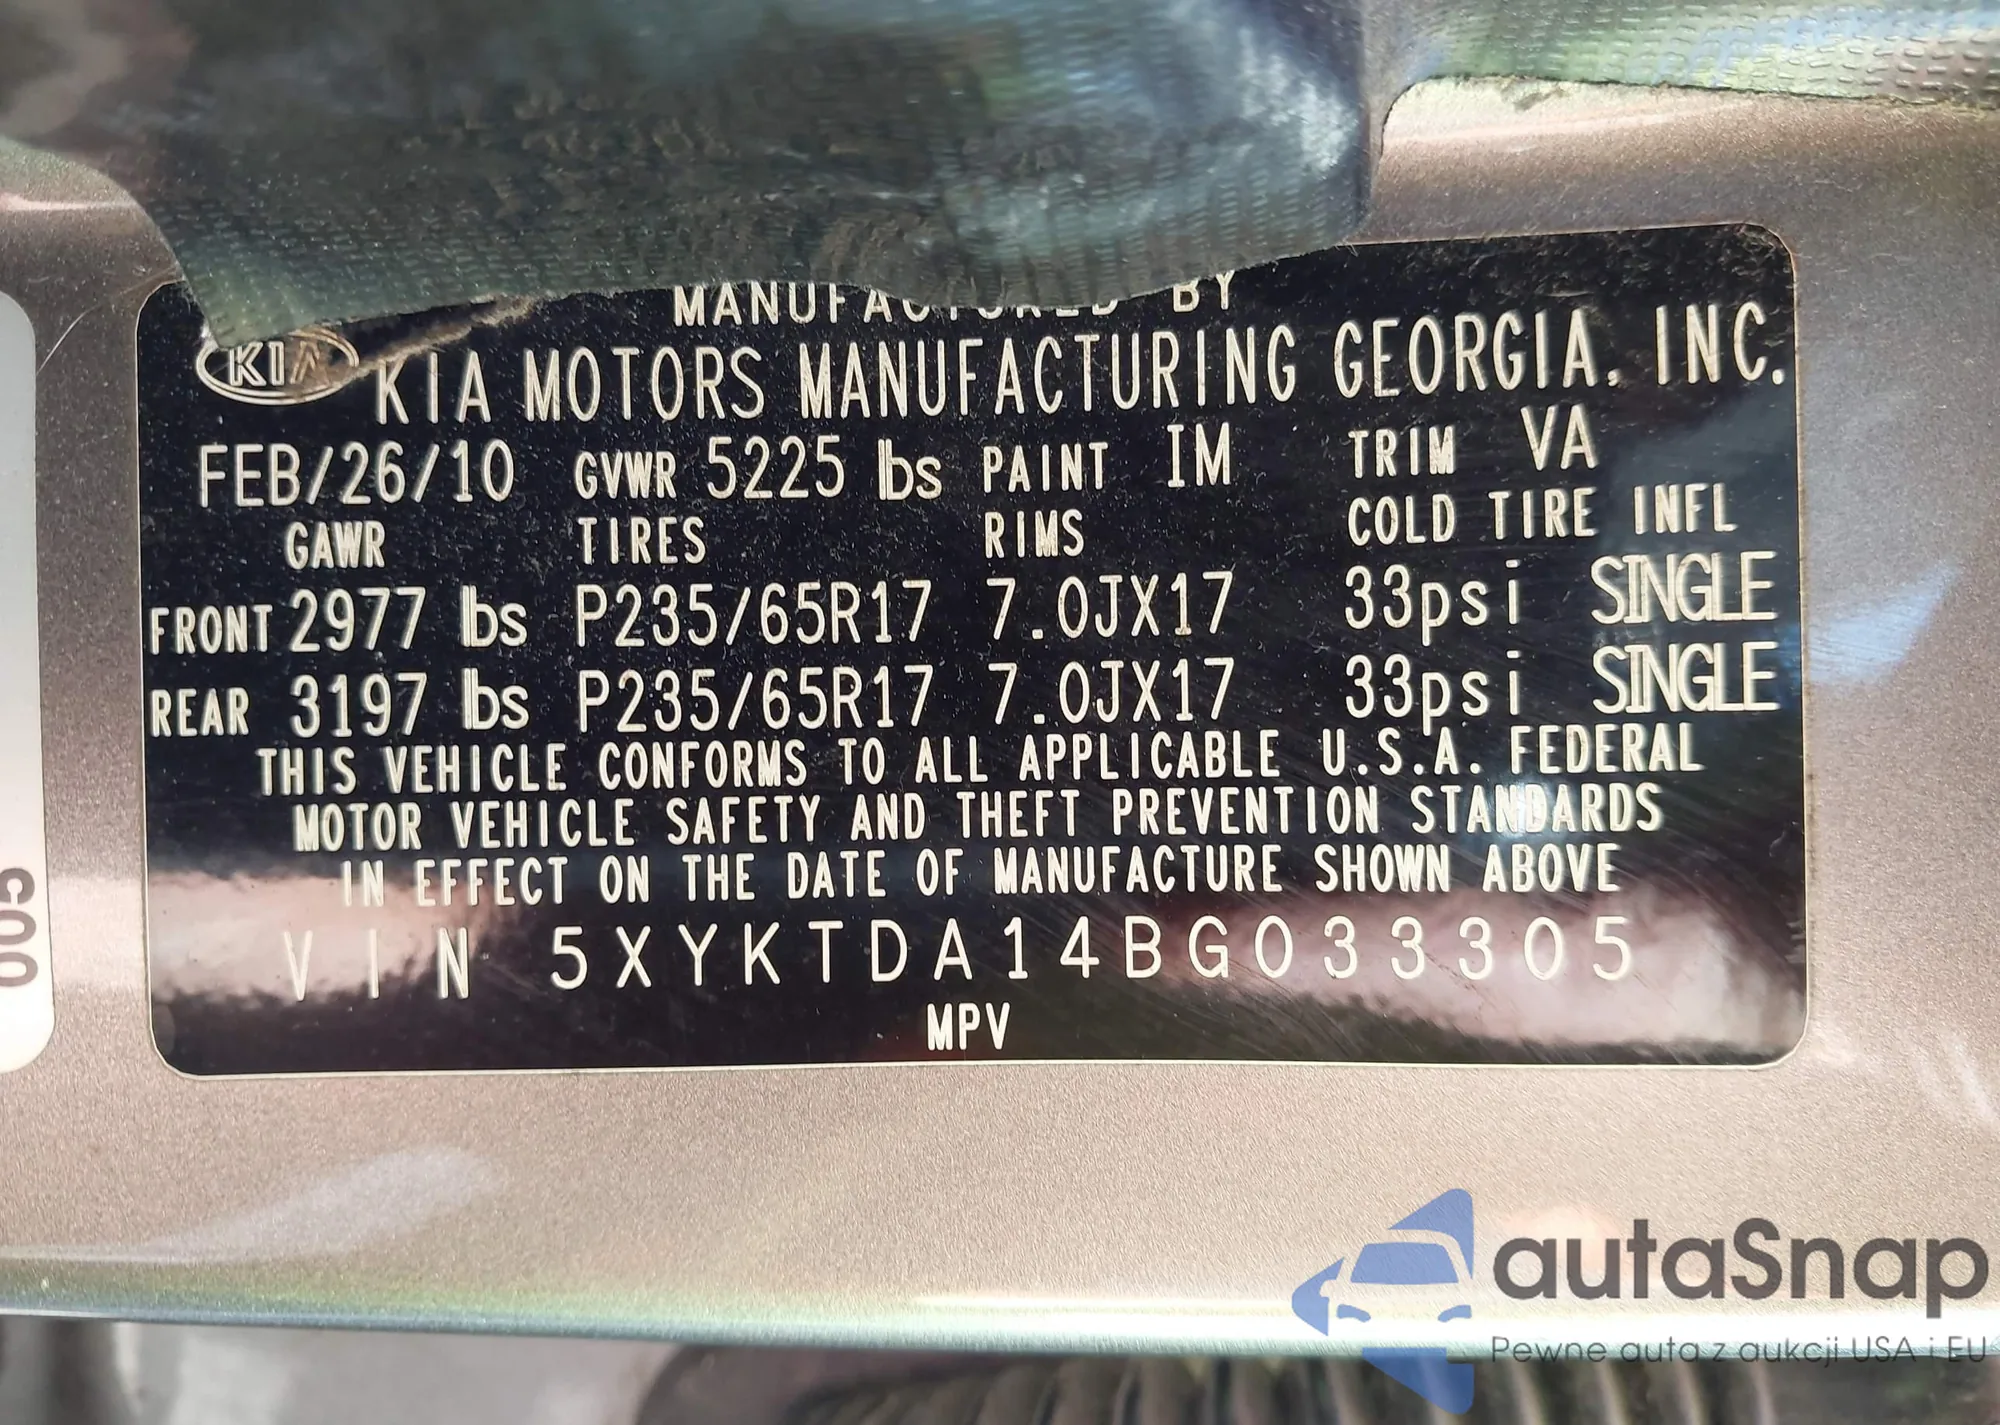 MANUFACTURED BY
KIA KIA MOTORS MANUFACTURING GEORGIA, INC.
FEB/26/10 GVWR 5225 lbs PAINT IM TRIM VA
GAWR TIRES RIMS COLD TIRE INFL
FRONT 2977 lbs P235/65R17 7.0JX17 33psi SINGLE
REAR 3197 lbs P235/65R17 7.0JX17 33psi SINGLE
THIS VEHICLE CONFORMS TO ALL APPLICABLE U.S.A. FEDERAL
MOTOR VEHICLE SAFETY AND THEFT PREVENTION STANDARDS
IN EFFECT ON THE DATE OF MANUFACTURE SHOWN ABOVE
VIN 5XYKTDA14BG033305
MPV
autaSnap
Pewne auta z aukcji USA i EU